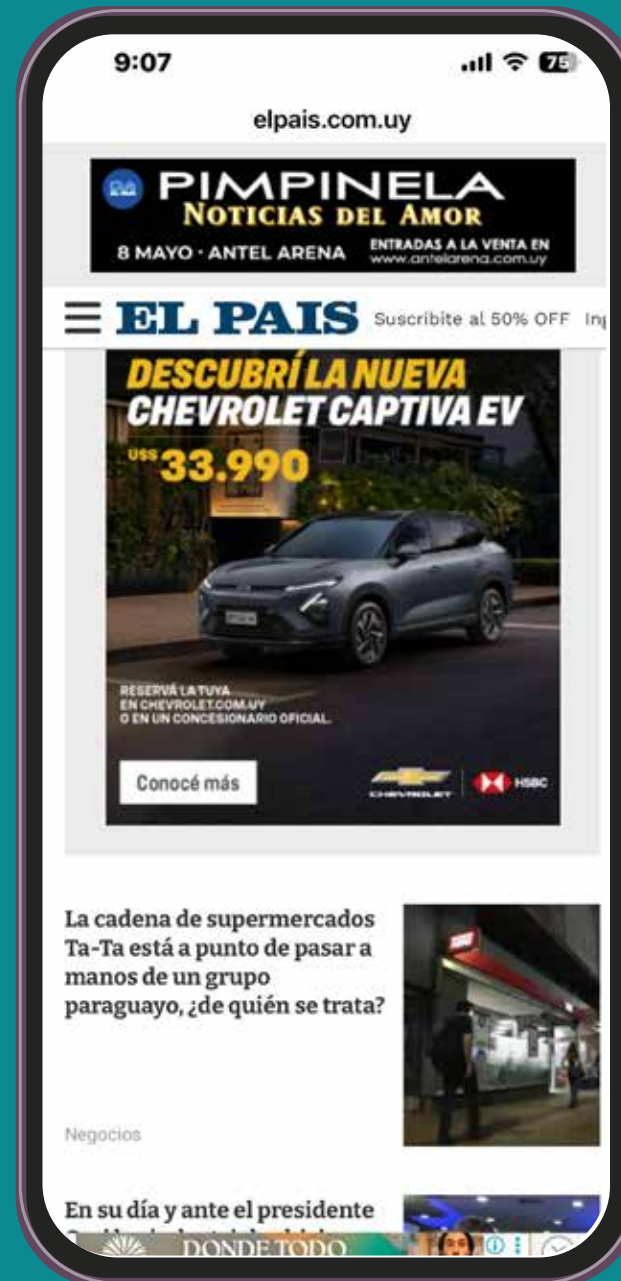 9:07
75
elpais.com.uy
PIMPINELA
NOTICIAS DEL AMOR
8 MAYO · ANTEL ARENA
ENTRADAS A LA VENTA EN
www.antelarena.com.uy
EL PAIS
Suscribite al 50% OFF
DESCUBRÍ LA NUEVA
CHEVROLET CAPTIVA EV
U$S 33.990
RESERVÁ LA TUYA
EN CHEVROLET.COM.UY
O EN UN CONCESIONARIO OFICIAL.
Conocé más
CHEVROLET
HSBC
La cadena de supermercados
Ta-Ta está a punto de pasar a
manos de un grupo
paraguayo, ¿de quién se trata?
Negocios
En su día y ante el presidente
DONDE TODO